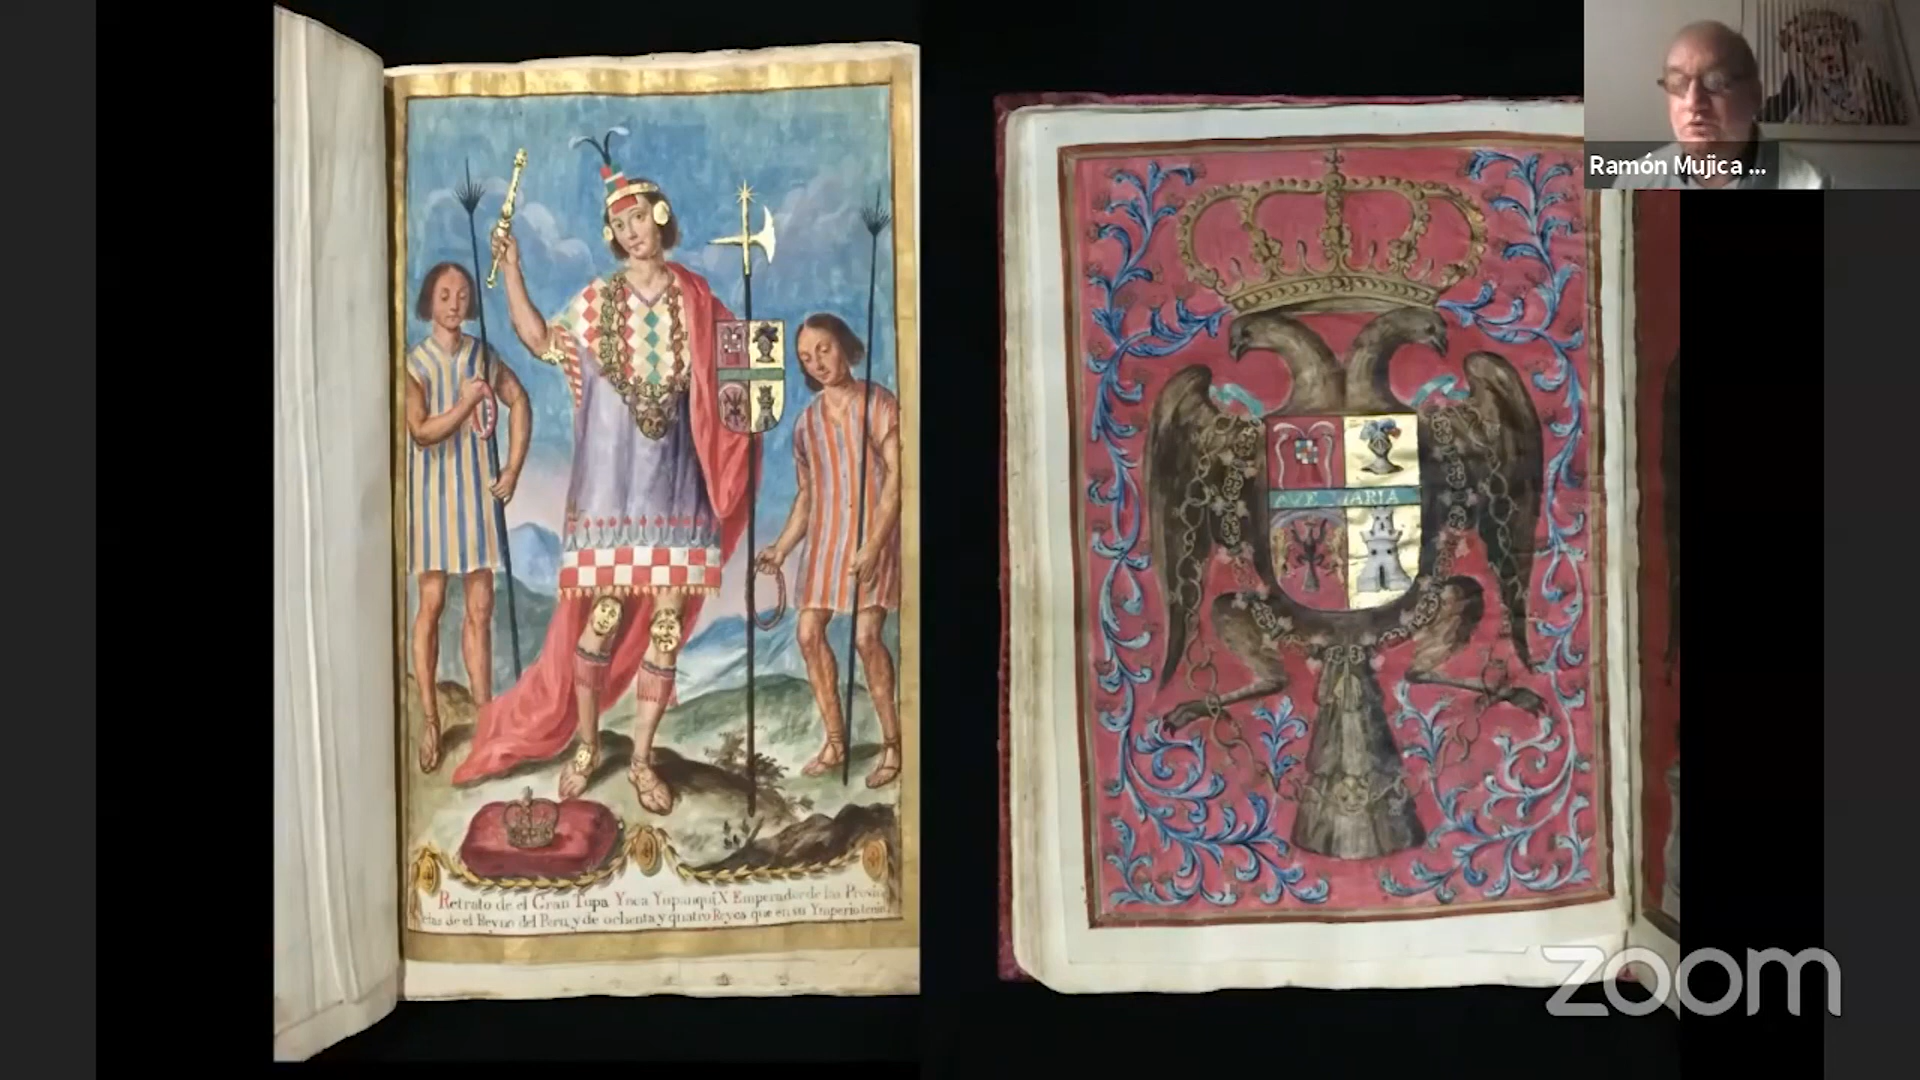 Ramón Mujica ...
AVE MARIA
Retrato de el Gran Tupa Ynca Yupanqui X Emperador de las Provin
cias de el Reyno del Peru, y de ochenta y quatro Reyes que en su Ymperio tenia
zoom